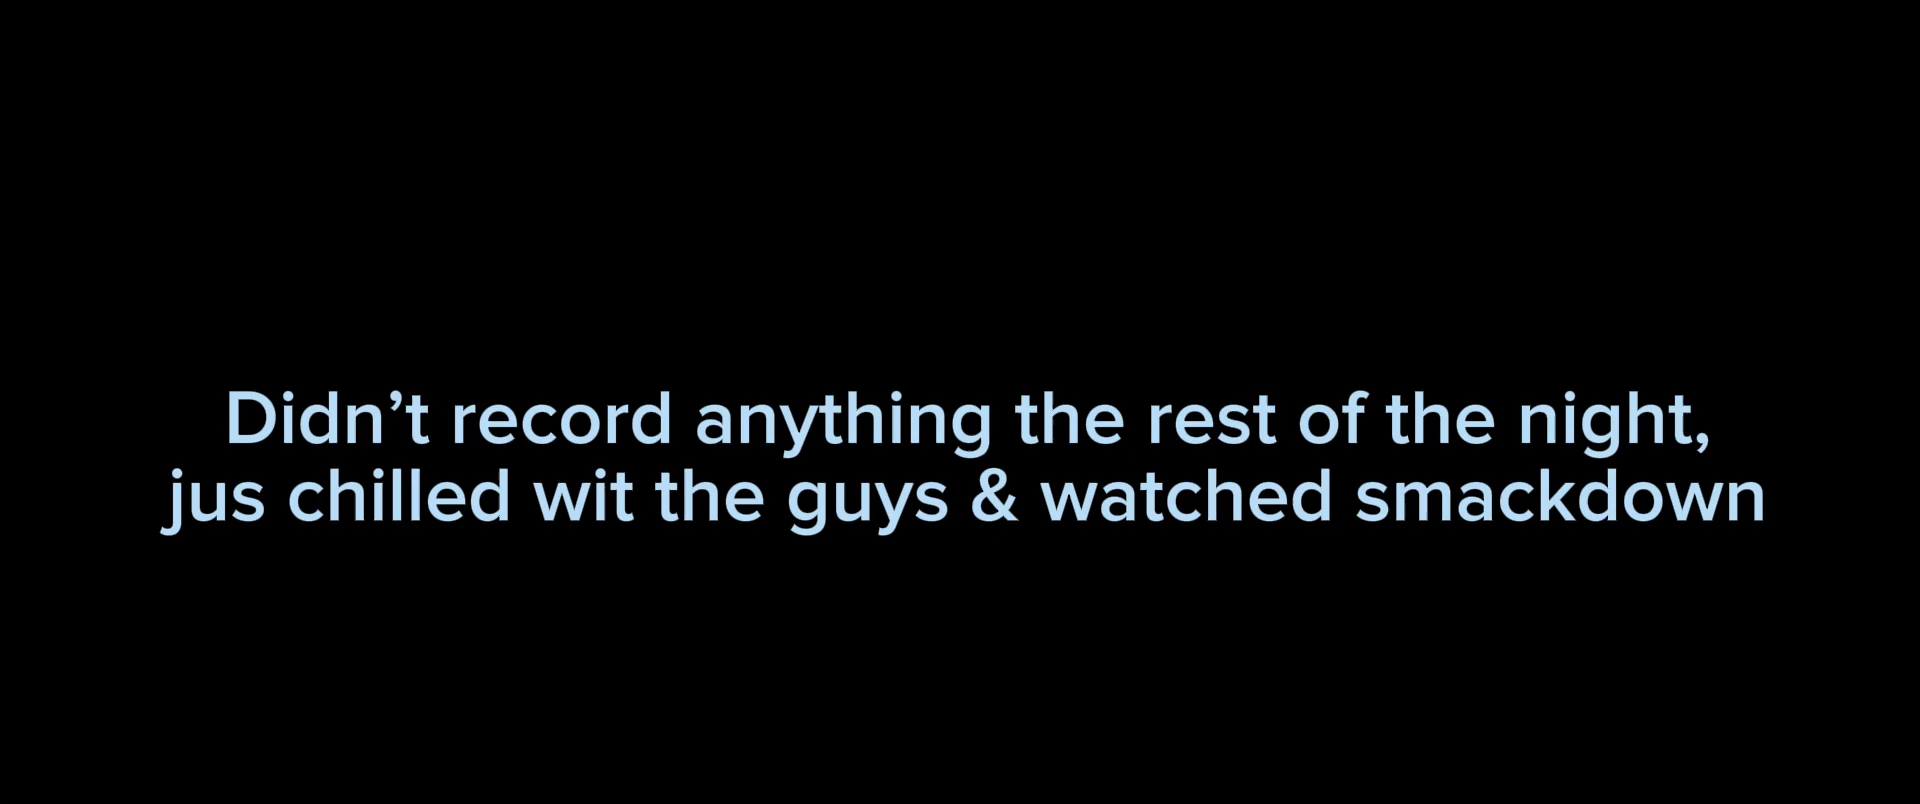 Didn’t record anything the rest of the night,
jus chilled wit the guys & watched smackdown